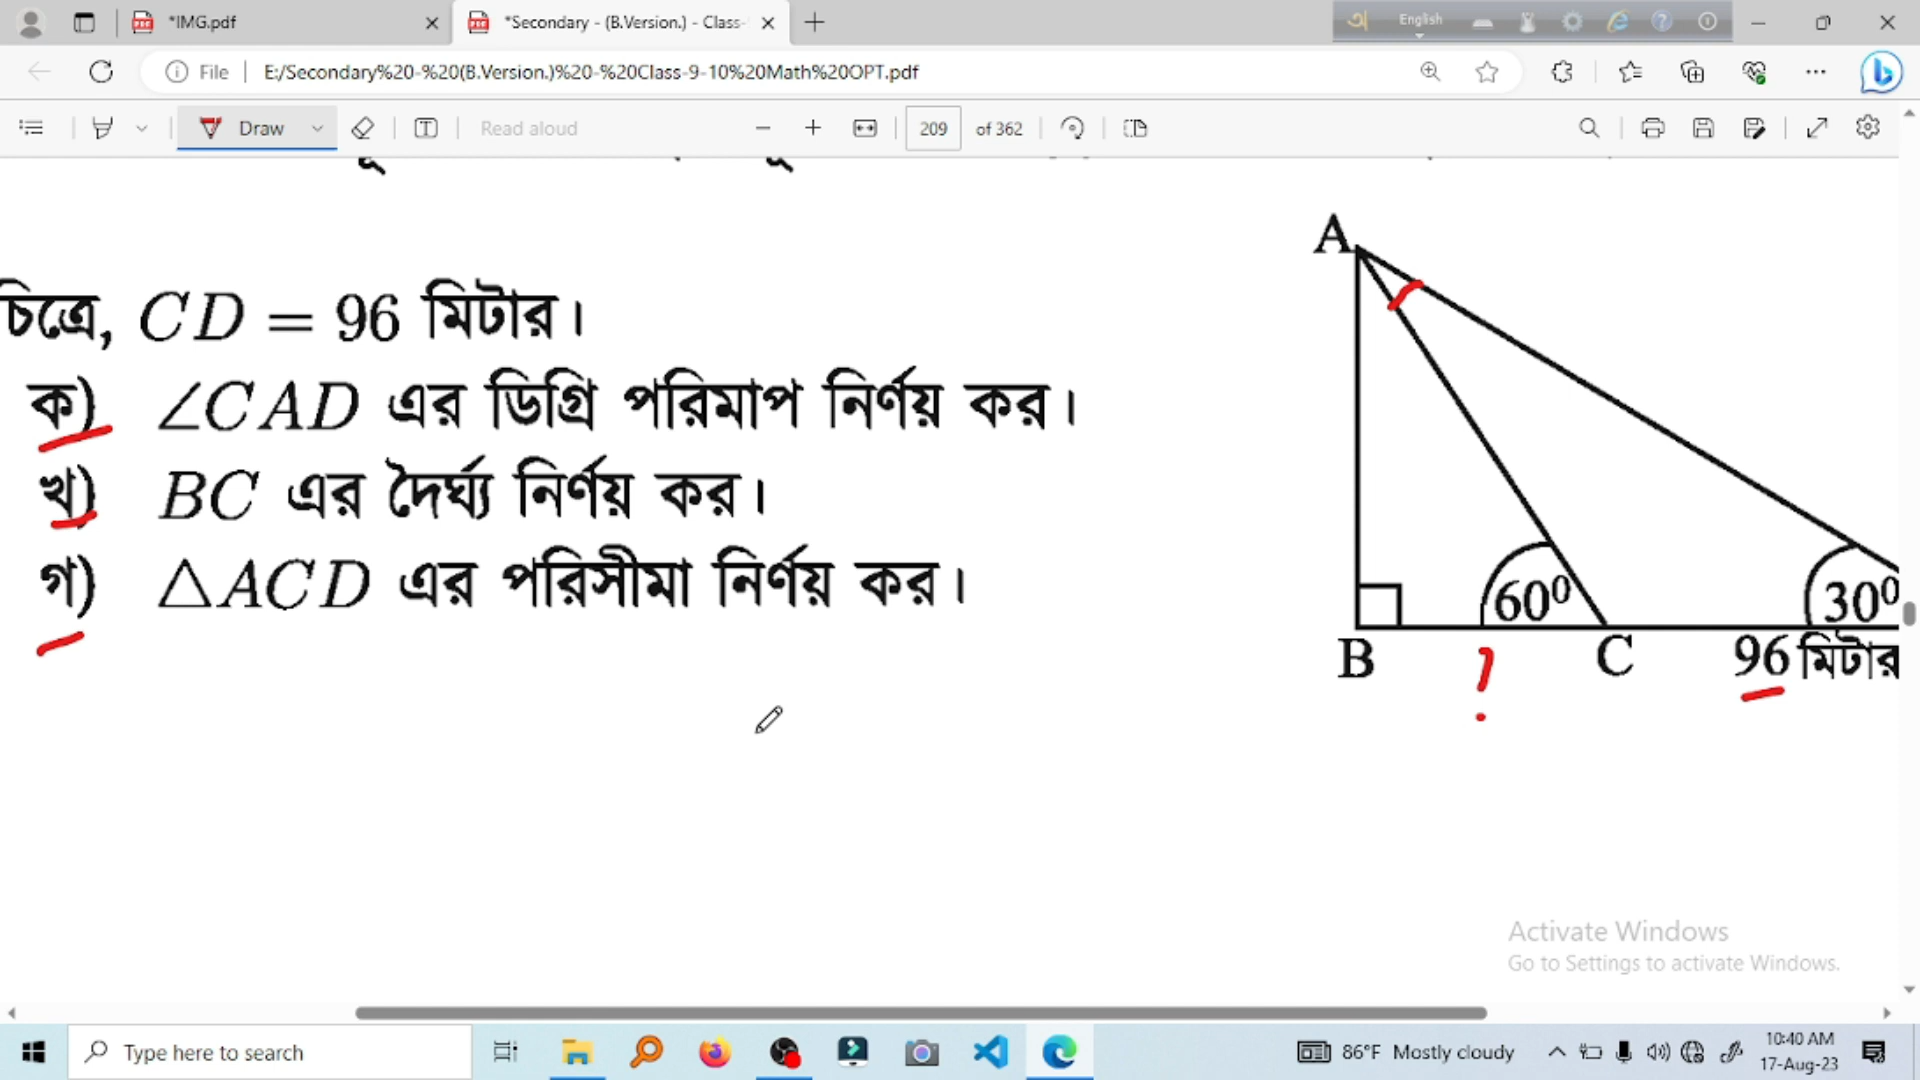 *IMG.pdf
*Secondary - (B.Version.) - Class-
English
File
E:/Secondary%20-%20(B.Version.)%20-%20Class-9-10%20Math%20OPT.pdf
Draw
Read aloud
209 of 362
চিত্রে, CD = 96 মিটার।
ক) ∠CAD এর ডিগ্রি পরিমাপ নির্ণয় কর।
খ) BC এর দৈর্ঘ্য নির্ণয় কর।
গ) △ACD এর পরিসীমা নির্ণয় কর।
A
60⁰
30⁰
B
C
96 মিটার
?
Activate Windows
Go to Settings to activate Windows.
Type here to search
86°F Mostly cloudy
10:40 AM
17-Aug-23